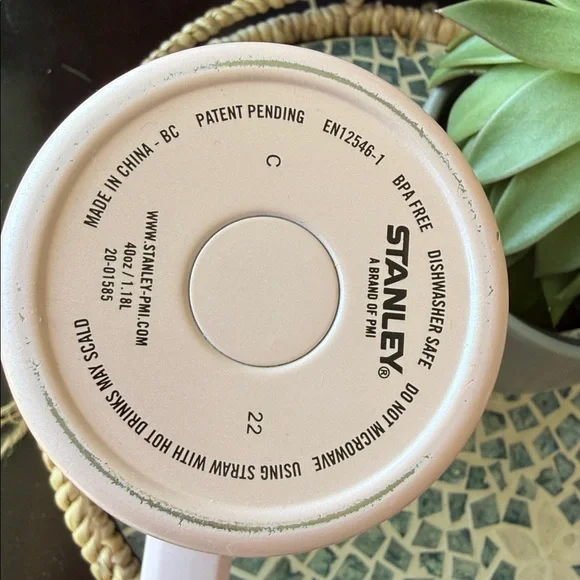 MADE IN CHINA - BC PATENT PENDING EN12546-1 BPA FREE DISHWASHER SAFE DO NOT MICROWAVE USING STRAW WITH HOT DRINKS MAY SCALD
C
STANLEY®
A BRAND OF PMI
WWW.STANLEY-PMI.COM
40oz / 1.18L
20-01585
22